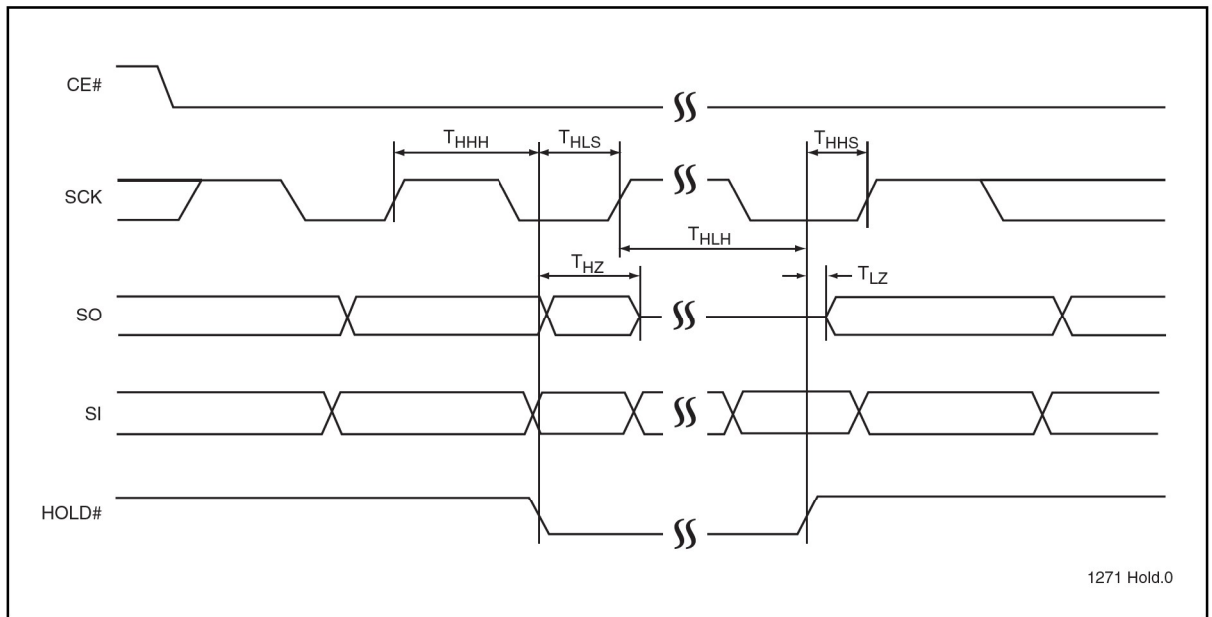 CE#
THHH
THLS
THHS
SCK
THLH
THZ
TLZ
SO
SI
HOLD#
1271 Hold.0